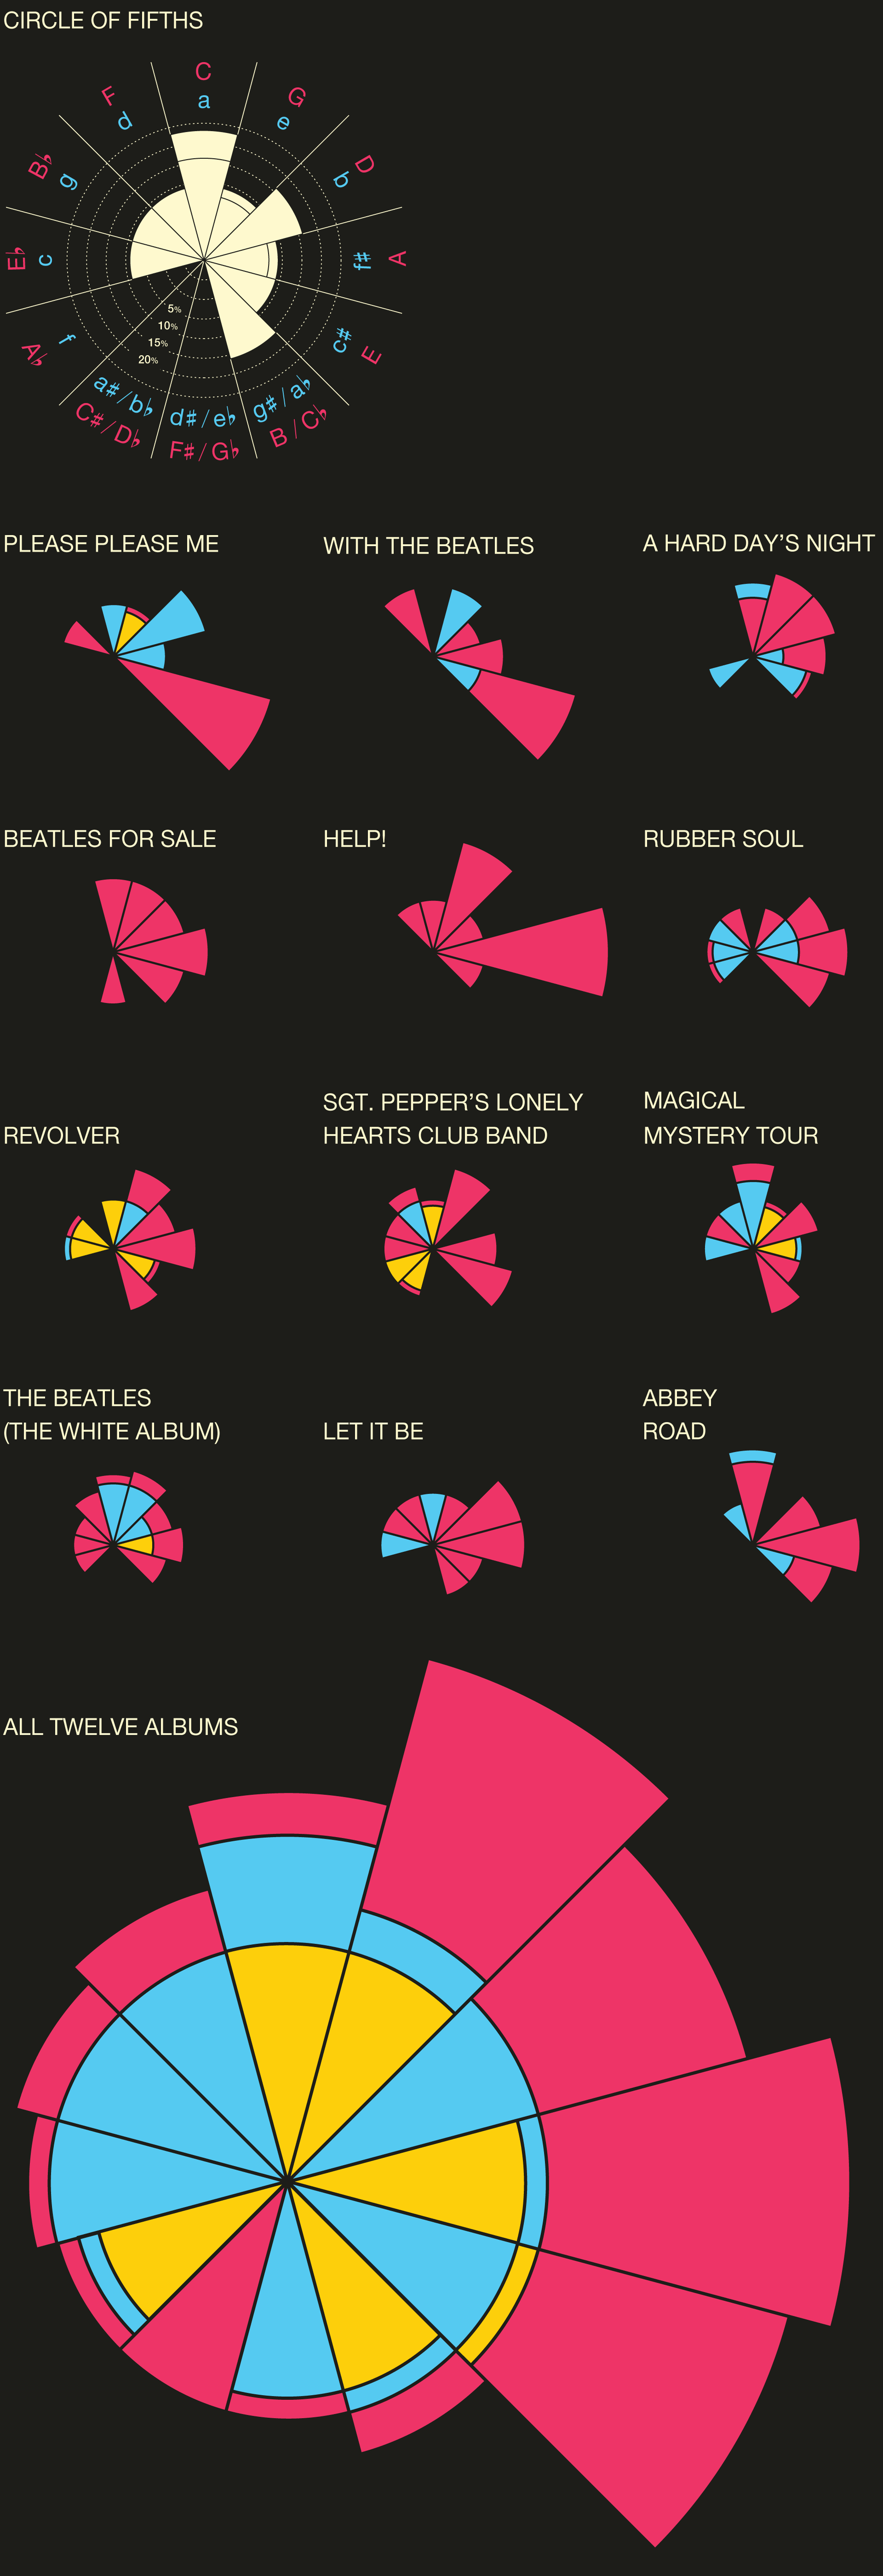 CIRCLE OF FIFTHS
C
a
G
e
D
b
A
f#
E
c#
B / C♭
g# / a♭
F# / G♭
d# / e♭
C# / D♭
a# / b♭
A♭
f
E♭
c
B♭
g
F
d
5%
10%
15%
20%
PLEASE PLEASE ME
WITH THE BEATLES
A HARD DAY'S NIGHT
BEATLES FOR SALE
HELP!
RUBBER SOUL
REVOLVER
SGT. PEPPER'S LONELY
HEARTS CLUB BAND
MAGICAL
MYSTERY TOUR
THE BEATLES
(THE WHITE ALBUM)
LET IT BE
ABBEY
ROAD
ALL TWELVE ALBUMS